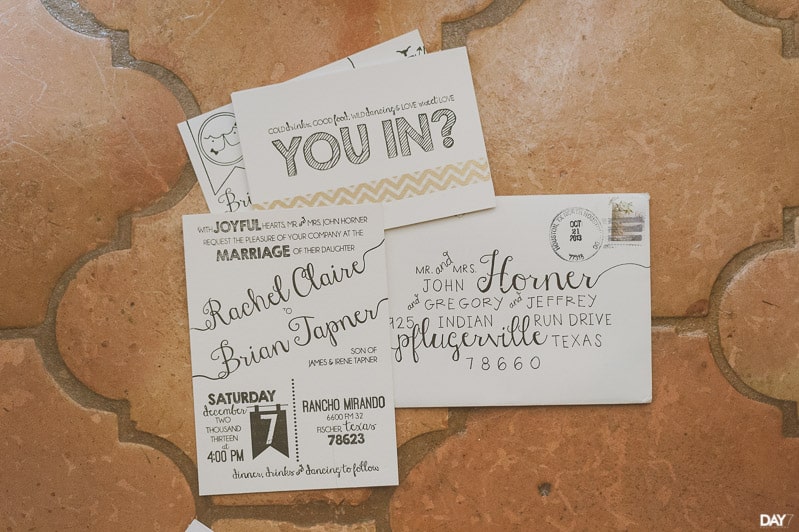 COLD drinks, GOOD food, WILD dancing & LOVE sweet LOVE
YOU IN?
Bri
WITH JOYFUL HEARTS, MR. and MRS. JOHN HORNER
REQUEST THE PLEASURE OF YOUR COMPANY AT THE
MARRIAGE OF THEIR DAUGHTER
Rachel Claire
TO
Brian Tapner
SON OF
JAMES & IRENE TAPNER
SATURDAY
december
TWO
THOUSAND
THIRTEEN
at
4:00 PM
7
RANCHO MIRANDO
6600 FM 32
FISCHER, texas
78623
dinner, drinks and dancing to follow
OCT
21
2013
MR. and MRS.
JOHN Horner
and GREGORY and JEFFREY
925 INDIAN RUN DRIVE
pflugerville TEXAS
78660
DAY7